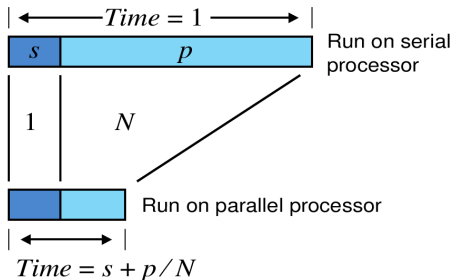 Time = 1
s p
Run on serial
processor
1 N
Run on parallel processor
Time = s + p/N